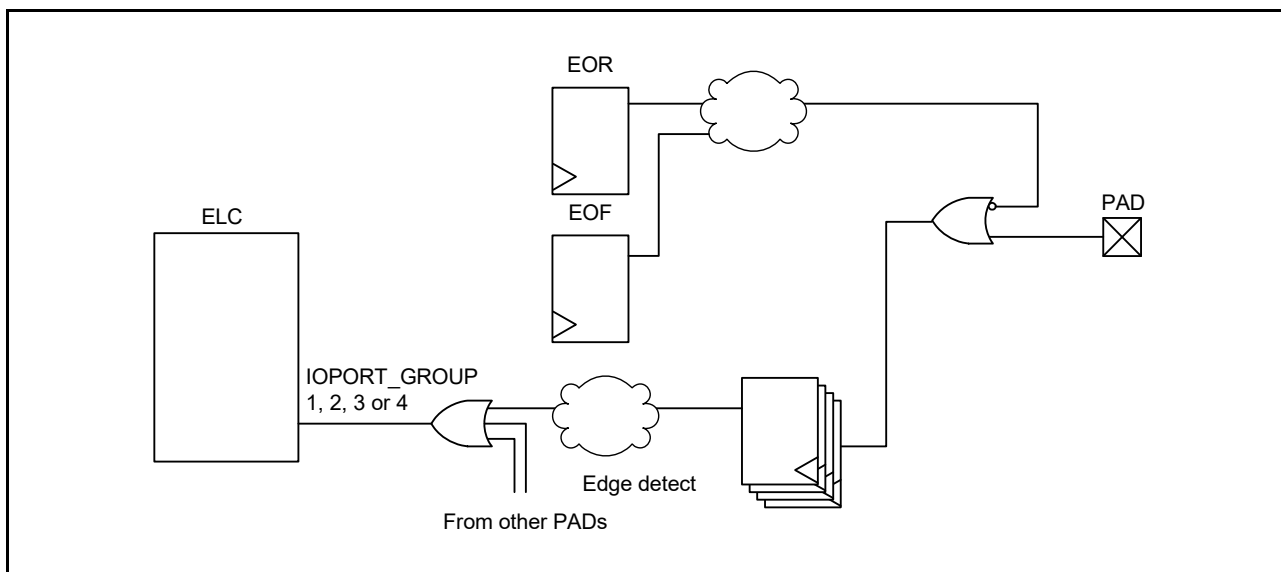 EOR
PAD
ELC
EOF
IOPORT_GROUP
1, 2, 3 or 4
Edge detect
From other PADs